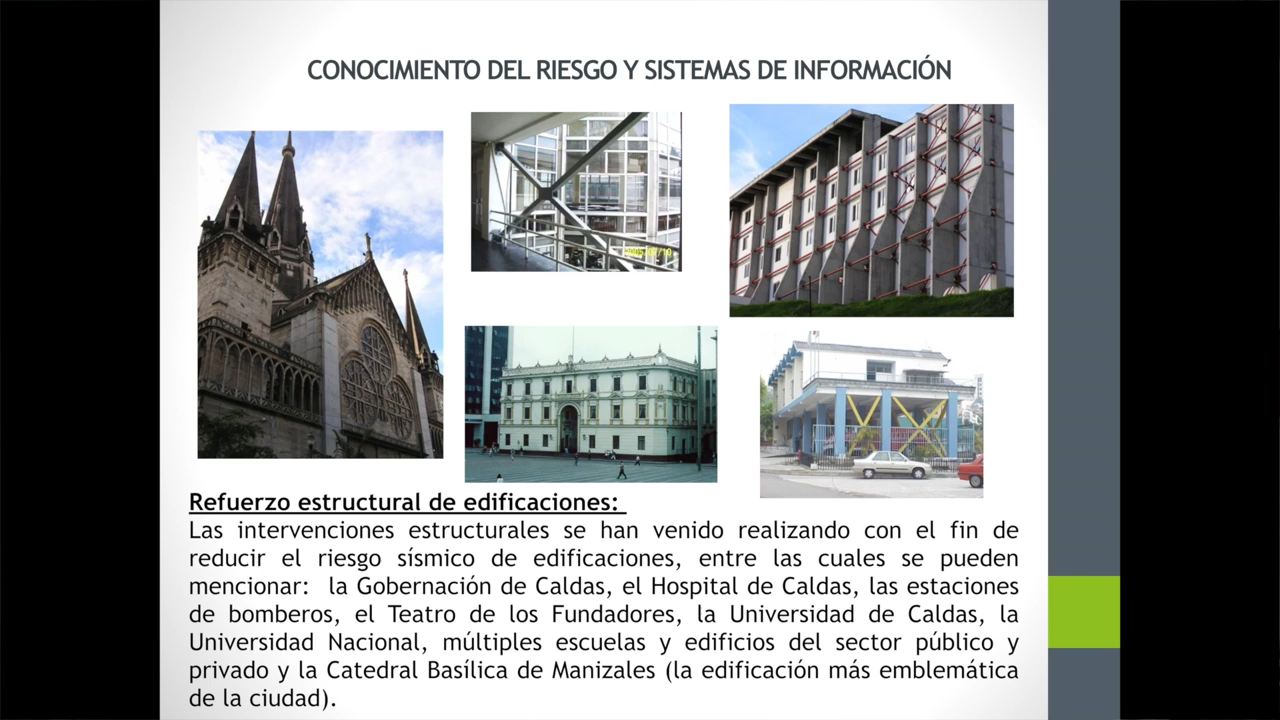 CONOCIMIENTO DEL RIESGO Y SISTEMAS DE INFORMACIÓN
Refuerzo estructural de edificaciones:
Las intervenciones estructurales se han venido realizando con el fin de
reducir el riesgo sísmico de edificaciones, entre las cuales se pueden
mencionar: la Gobernación de Caldas, el Hospital de Caldas, las estaciones
de bomberos, el Teatro de los Fundadores, la Universidad de Caldas, la
Universidad Nacional, múltiples escuelas y edificios del sector público y
privado y la Catedral Basílica de Manizales (la edificación más emblemática
de la ciudad).